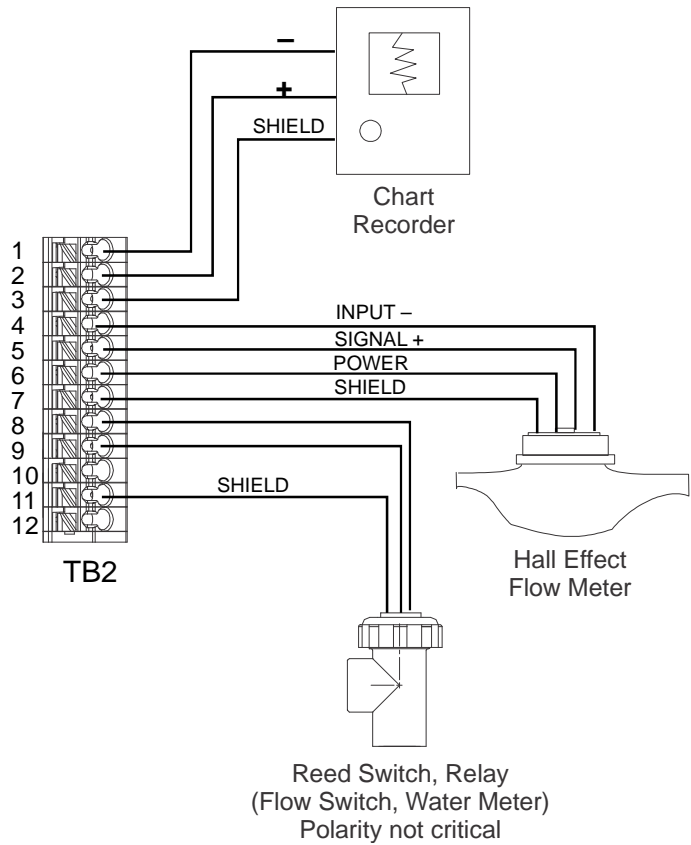 –
+
SHIELD
Chart
Recorder
1
2
3
4
5
6
7
8
9
10
11
12
TB2
INPUT –
SIGNAL +
POWER
SHIELD
SHIELD
Hall Effect
Flow Meter
Reed Switch, Relay
(Flow Switch, Water Meter)
Polarity not critical